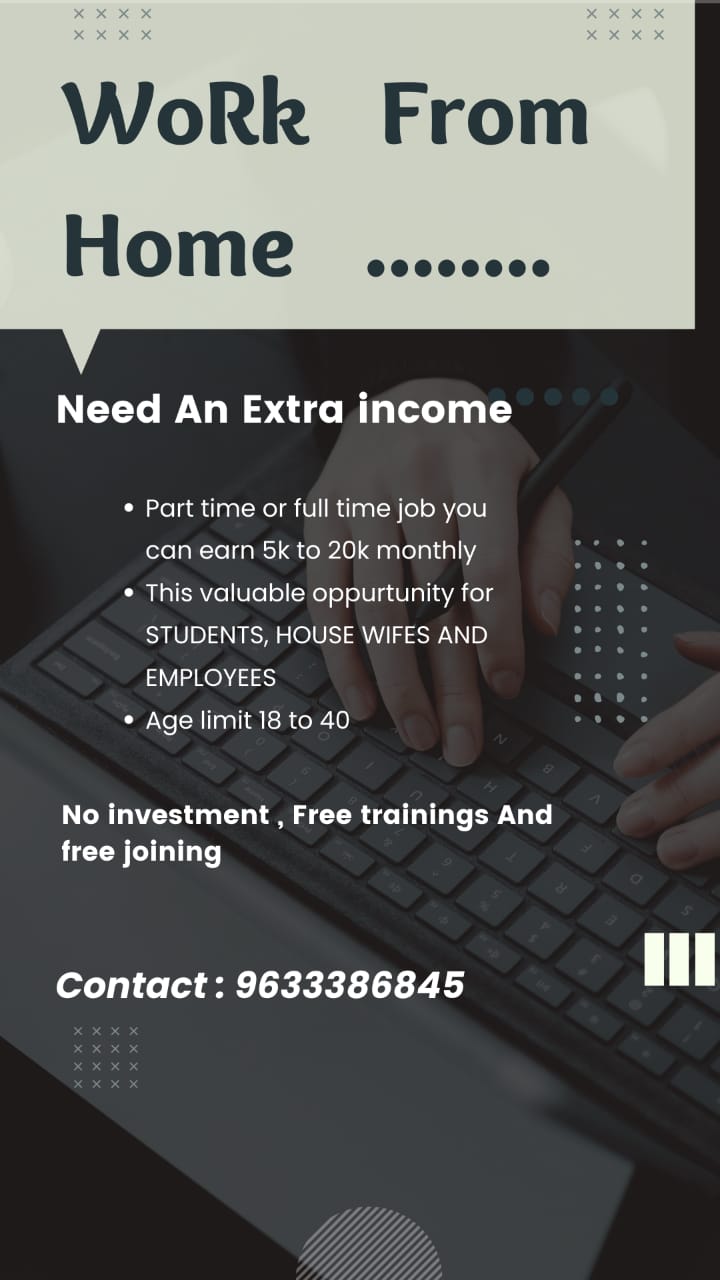 WoRk From
Home ........
Need An Extra income
• Part time or full time job you
can earn 5k to 20k monthly
• This valuable oppurtunity for
STUDENTS, HOUSE WIFES AND
EMPLOYEES
• Age limit 18 to 40
No investment , Free trainings And
free joining
Contact : 9633386845